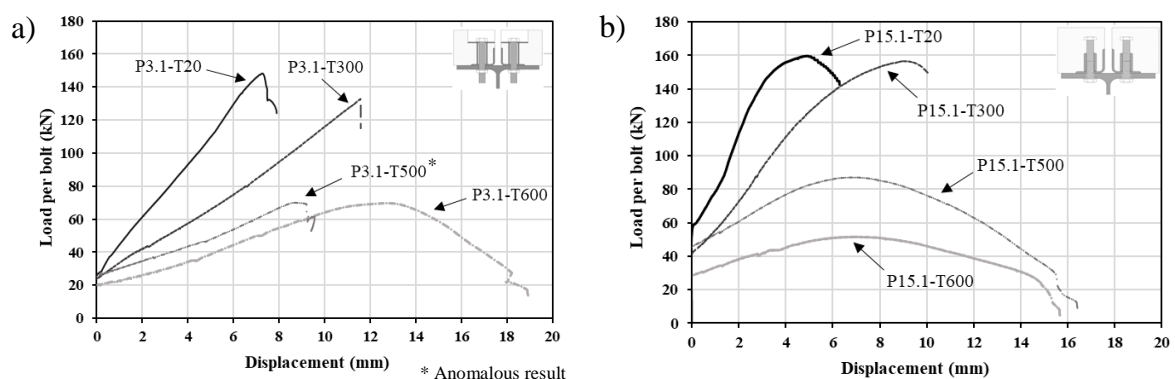 a)
Load per bolt (kN)
180
160
140
120
100
80
60
40
20
0
P3.1-T20
P3.1-T300
P3.1-T500*
P3.1-T600
0 2 4 6 8 10 12 14 16 18 20
Displacement (mm)
* Anomalous result
b)
Load per bolt (kN)
180
160
140
120
100
80
60
40
20
0
P15.1-T20
P15.1-T300
P15.1-T500
P15.1-T600
0 2 4 6 8 10 12 14 16 18 20
Displacement (mm)